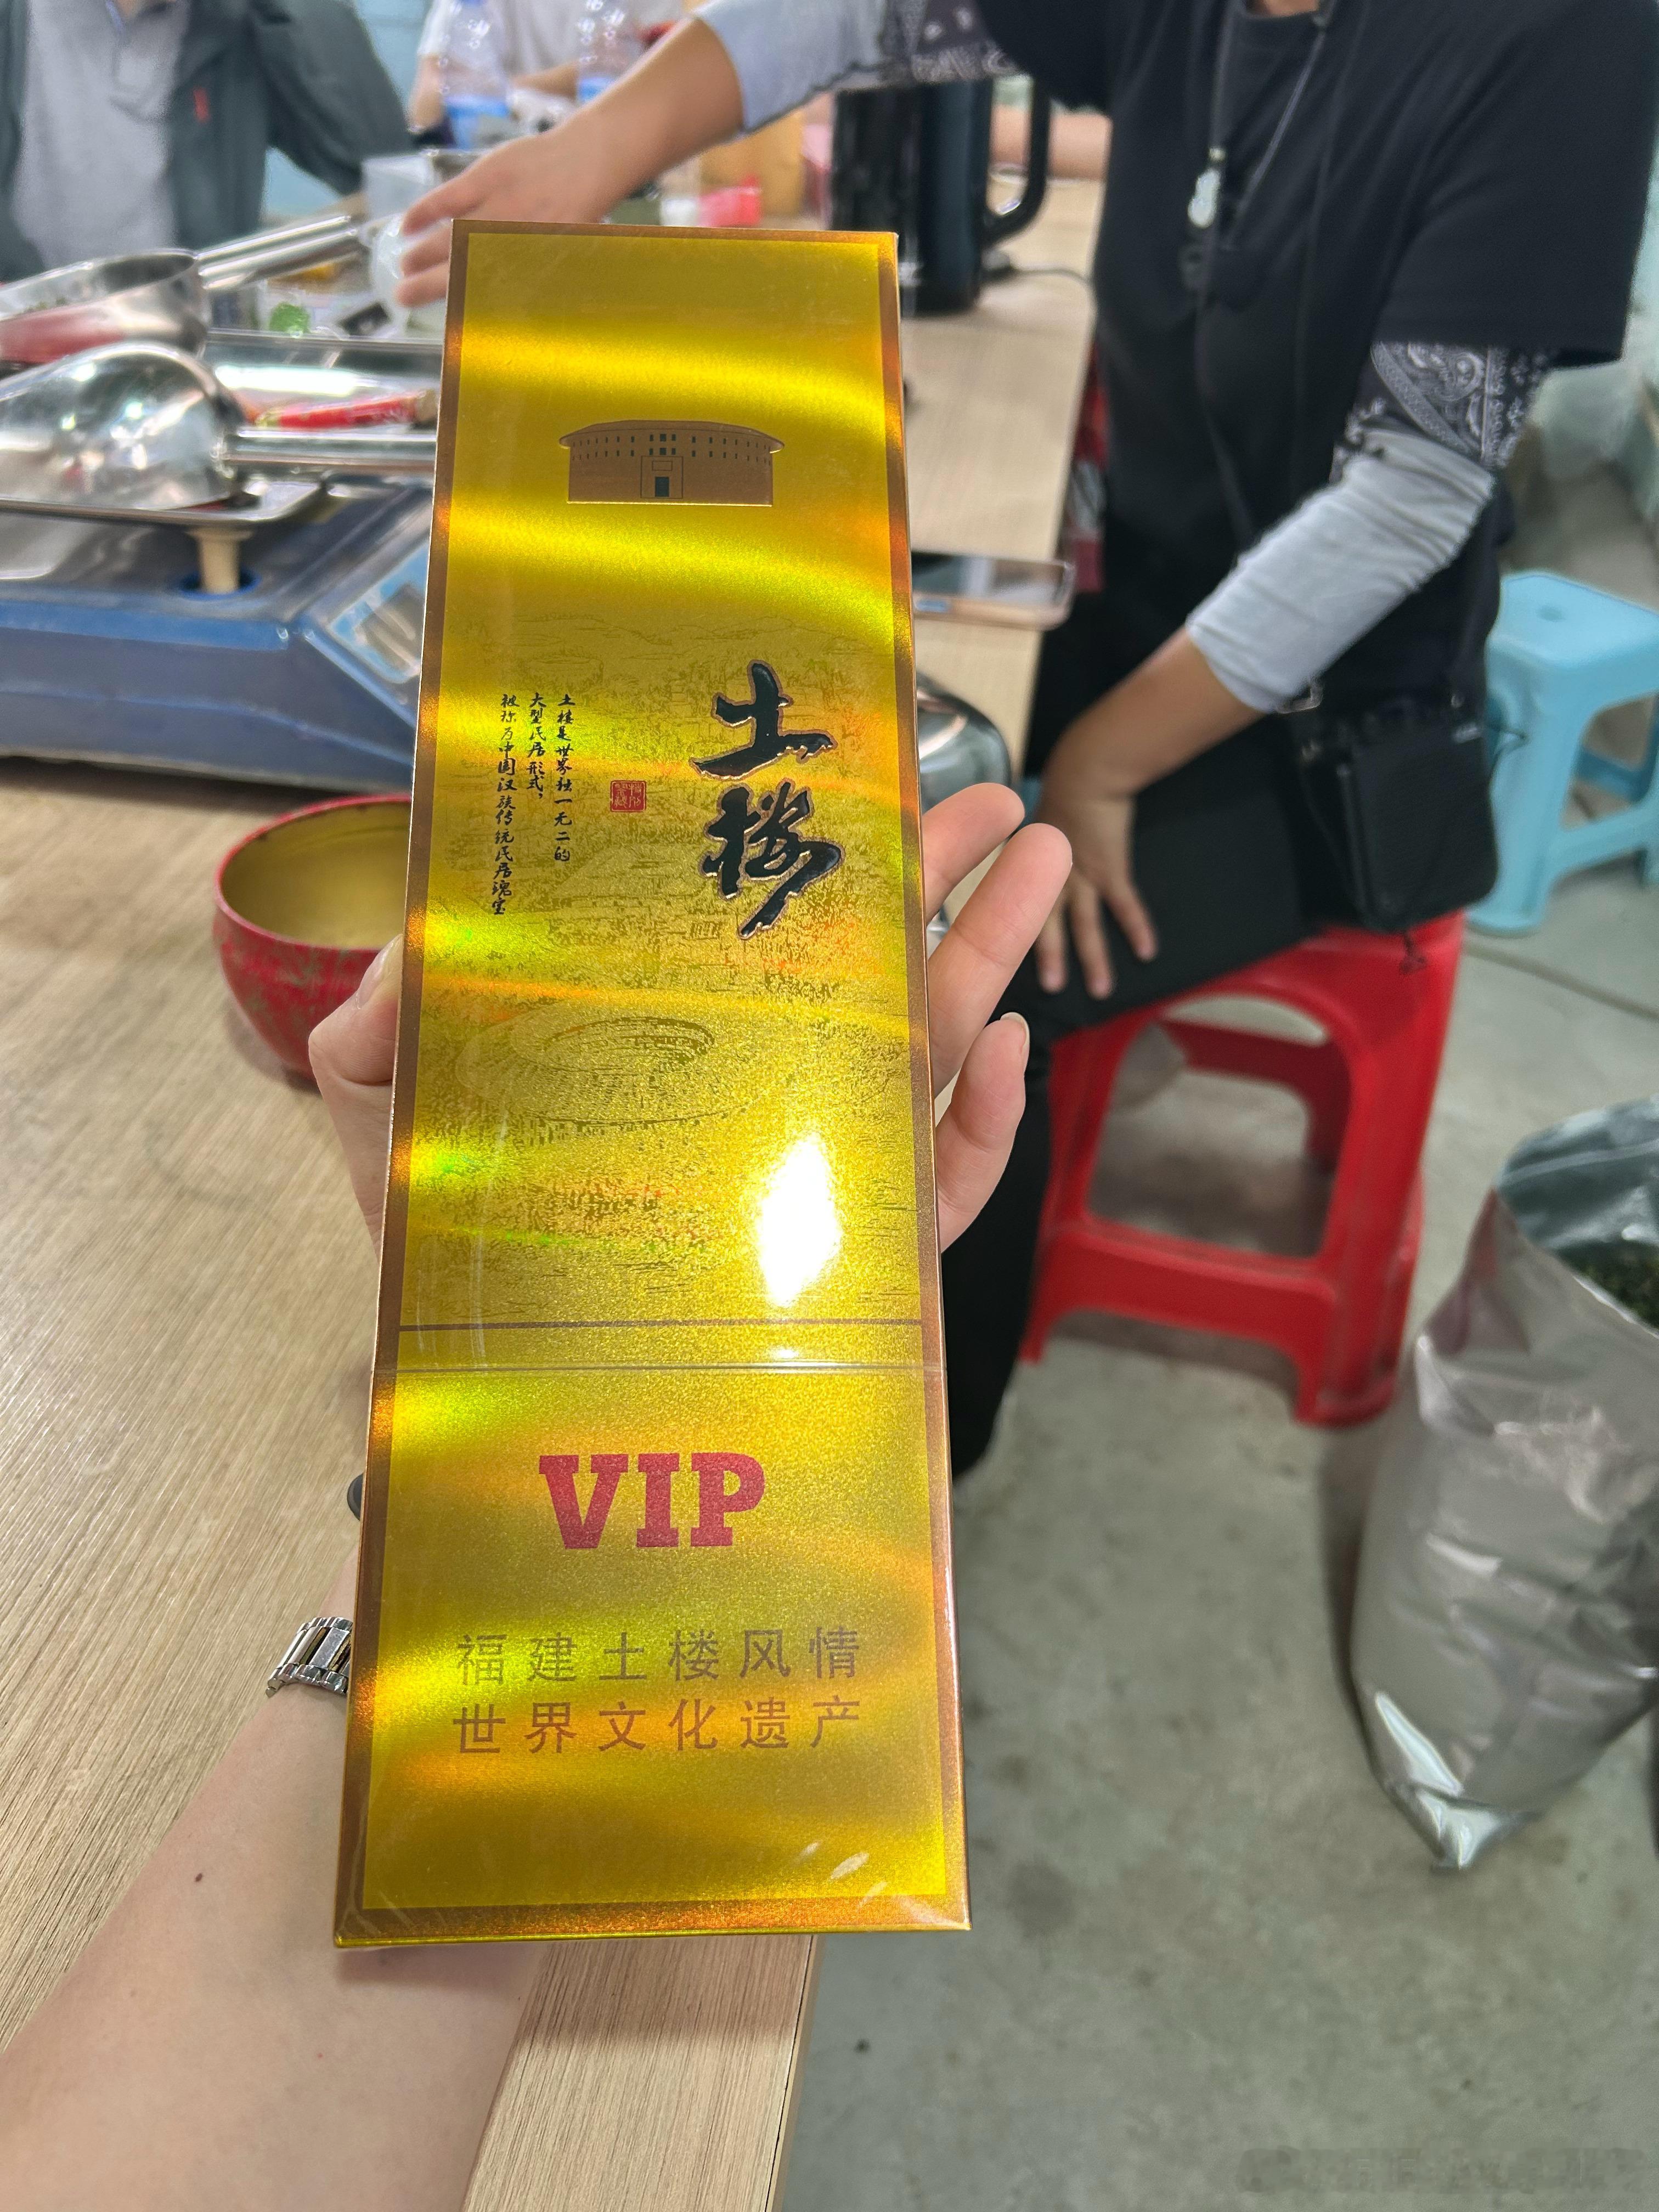 土楼
土楼是世界独一无二的
大型民居形式，
被称为中国汉族传统民居瑰宝
VIP
福建土楼风情
世界文化遗产